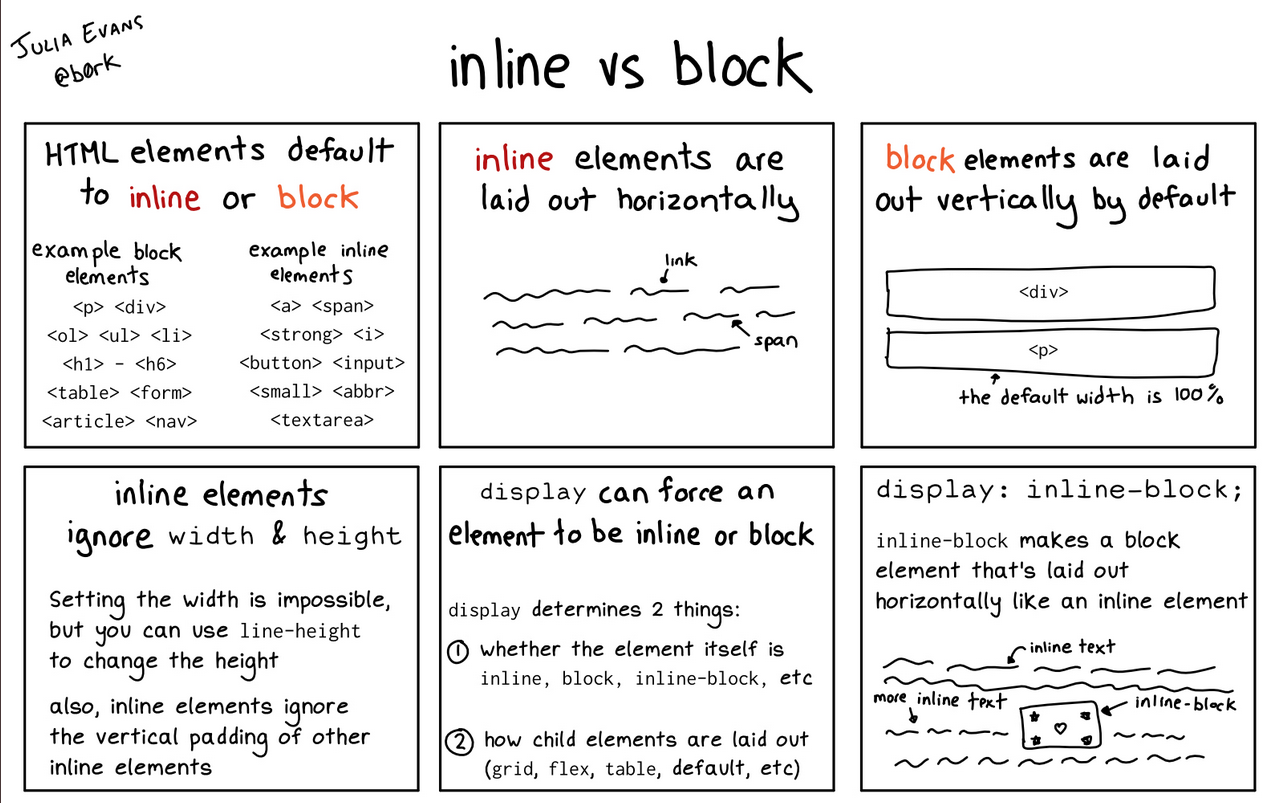 JULIA EVANS
@b0rk
inline vs block
HTML elements default
to inline or block
example block
elements
<p> <div>
<ol> <ul> <li>
<h1> - <h6>
<table> <form>
<article> <nav>
example inline
elements
<a> <span>
<strong> <i>
<button> <input>
<small> <abbr>
<textarea>
inline elements are
laid out horizontally
link
span
block elements are laid
out vertically by default
<div>
<p>
the default width is 100%
inline elements
ignore width & height
Setting the width is impossible,
but you can use line-height
to change the height
also, inline elements ignore
the vertical padding of other
inline elements
display can force an
element to be inline or block
display determines 2 things:
① whether the element itself is
inline, block, inline-block, etc
② how child elements are laid out
(grid, flex, table, default, etc)
display: inline-block;
inline-block makes a block
element that's laid out
horizontally like an inline element
inline text
more inline text
inline-block